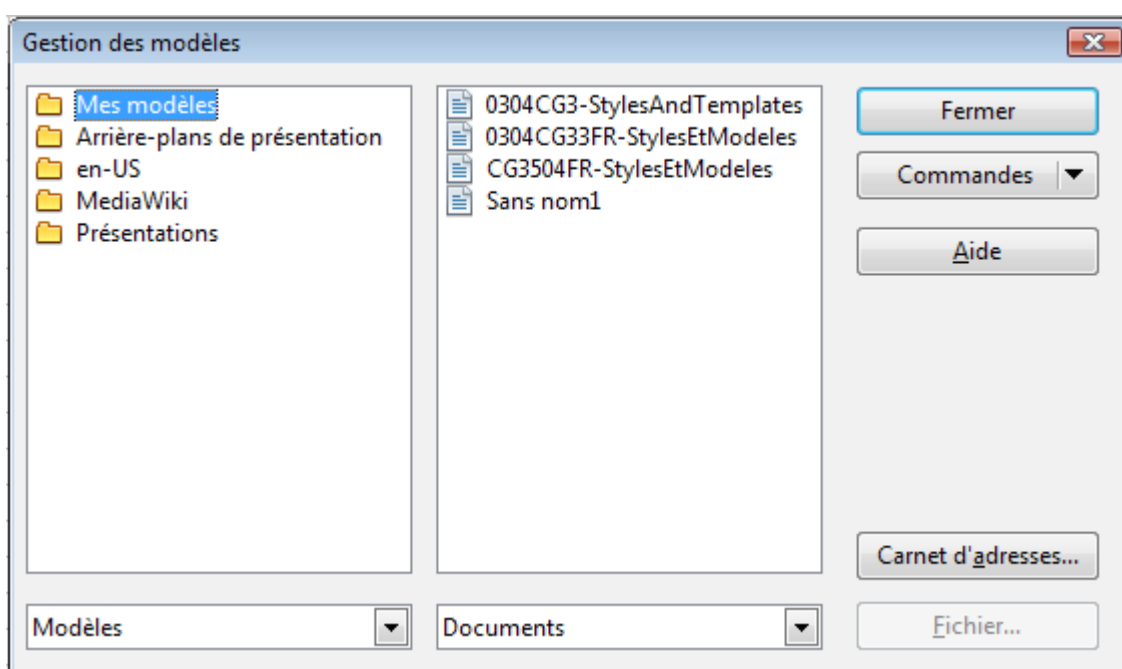 Gestion des modèles
Mes modèles
Arrière-plans de présentation
en-US
MediaWiki
Présentations
0304CG3-StylesAndTemplates
0304CG33FR-StylesEtModeles
CG3504FR-StylesEtModeles
Sans nom1
Fermer
Commandes
Aide
Carnet d'adresses...
Modèles
Documents
Fichier...